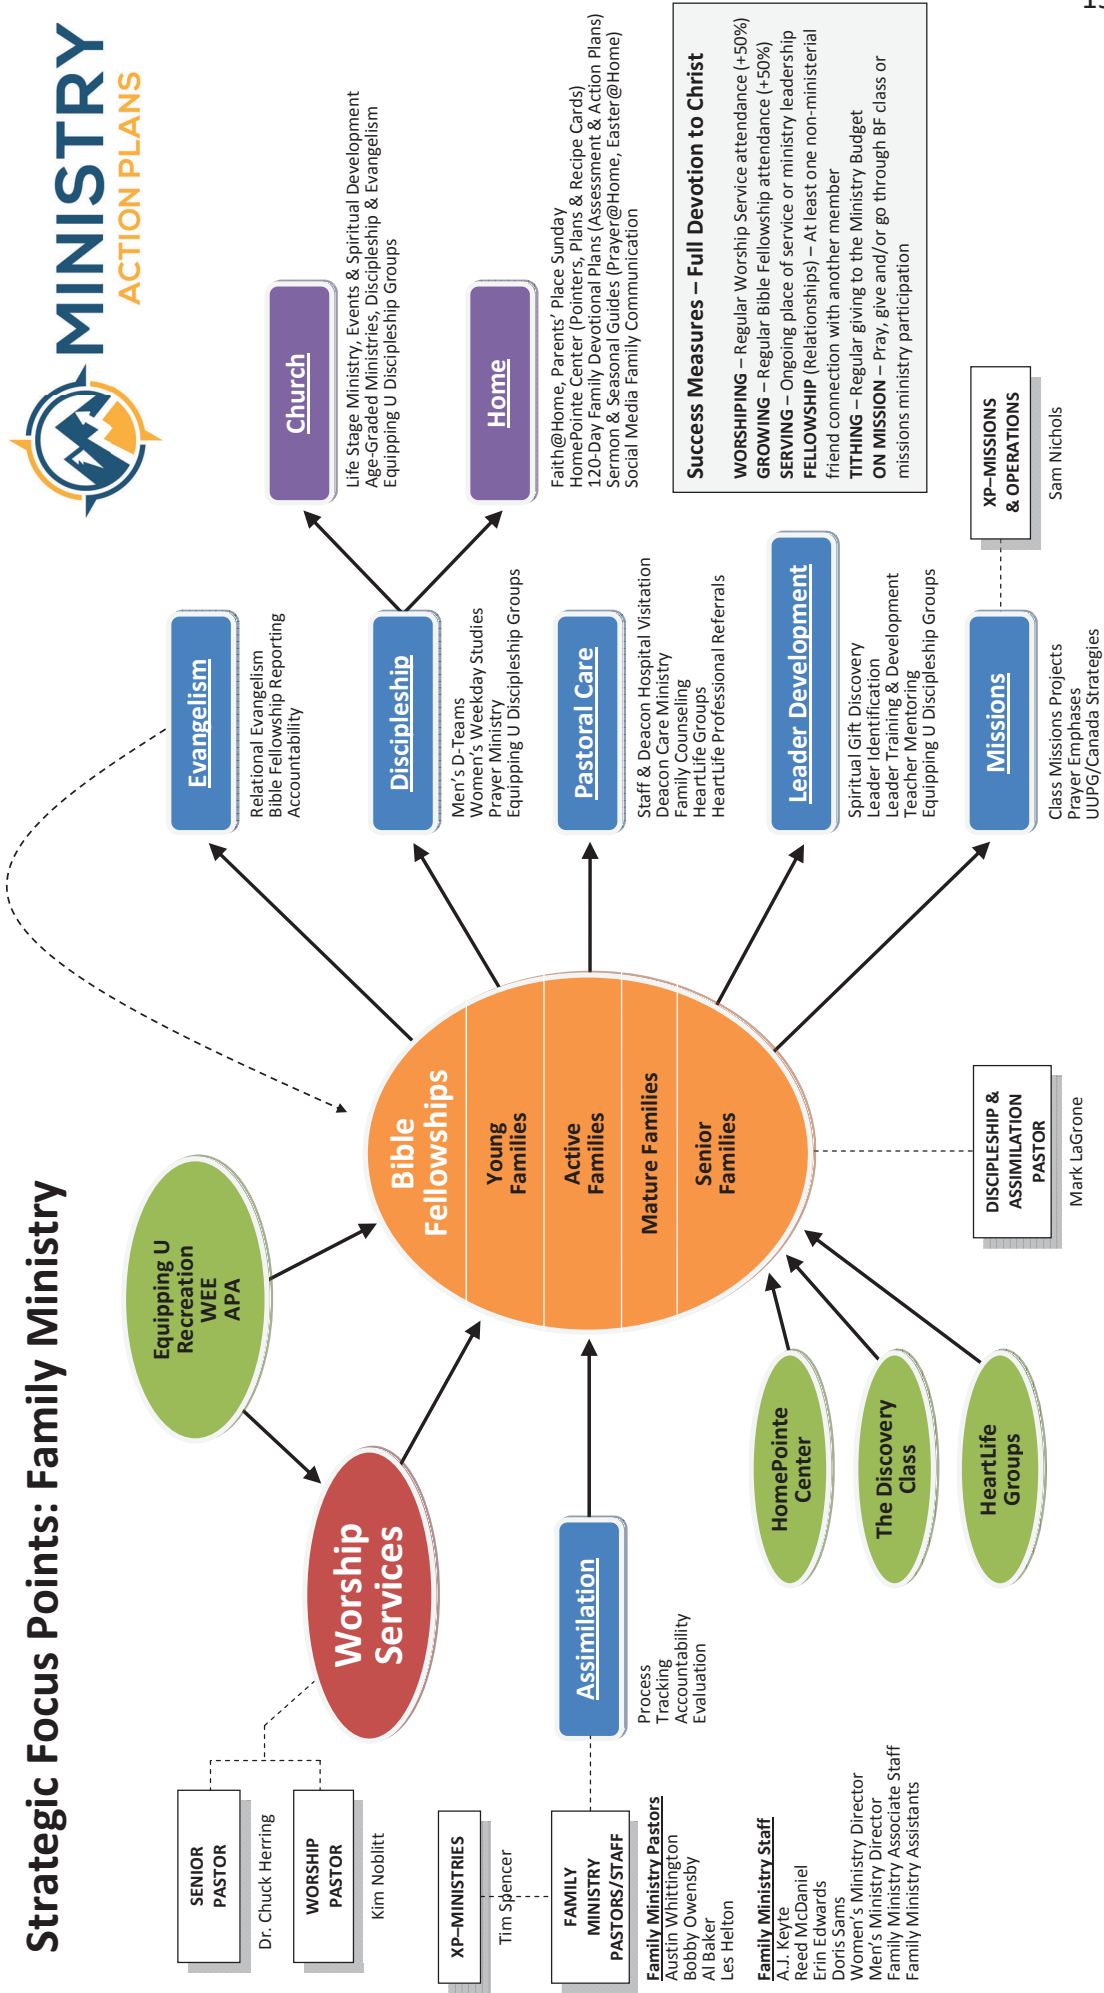 Strategic Focus Points: Family Ministry
MINISTRY
ACTION PLANS
SENIOR
PASTOR
Dr. Chuck Herring
WORSHIP
PASTOR
Kim Noblitt
XP–MINISTRIES
Tim Spencer
FAMILY
MINISTRY
PASTORS/STAFF
Family Ministry Pastors
Austin Whittington
Bobby Owensby
Al Baker
Les Helton
Family Ministry Staff
A.J. Keyte
Reed McDaniel
Erin Edwards
Doris Sams
Women's Ministry Director
Men's Ministry Director
Family Ministry Associate Staff
Family Ministry Assistants
Worship
Services
Assimilation
Process
Tracking
Accountability
Evaluation
Equipping U
Recreation
WEE
APA
HomePointe
Center
The Discovery
Class
HeartLife
Groups
Bible
Fellowships
Young
Families
Active
Families
Mature Families
Senior
Families
DISCIPLESHIP &
ASSIMILATION
PASTOR
Mark LaGrone
Evangelism
Relational Evangelism
Bible Fellowship Reporting
Accountability
Discipleship
Men's D-Teams
Women's Weekday Studies
Prayer Ministry
Equipping U Discipleship Groups
Pastoral Care
Staff & Deacon Hospital Visitation
Deacon Care Ministry
Family Counseling
HeartLife Groups
HeartLife Professional Referrals
Leader Development
Spiritual Gift Discovery
Leader Identification
Leader Training & Development
Teacher Mentoring
Equipping U Discipleship Groups
Missions
Class Missions Projects
Prayer Emphases
UUPG/Canada Strategies
XP–MISSIONS
& OPERATIONS
Sam Nichols
Church
Life Stage Ministry, Events & Spiritual Development
Age-Graded Ministries, Discipleship & Evangelism
Equipping U Discipleship Groups
Home
Faith@Home, Parents' Place Sunday
HomePointe Center (Pointers, Plans & Recipe Cards)
120-Day Family Devotional Plans (Assessment & Action Plans)
Sermon & Seasonal Guides (Prayer@Home, Easter@Home)
Social Media Family Communication
Success Measures – Full Devotion to Christ
WORSHIPING – Regular Worship Service attendance (+50%)
GROWING – Regular Bible Fellowship attendance (+50%)
SERVING – Ongoing place of service or ministry leadership
FELLOWSHIP (Relationships) – At least one non-ministerial
friend connection with another member
TITHING – Regular giving to the Ministry Budget
ON MISSION – Pray, give and/or go through BF class or
missions ministry participation